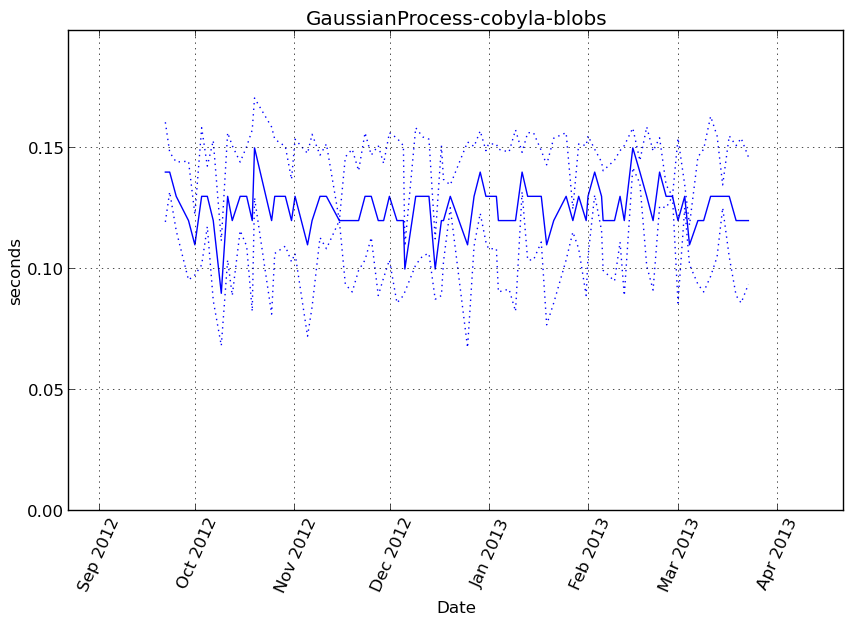 GaussianProcess-cobyla-blobs
seconds
0.15
0.10
0.05
0.00
Sep 2012
Oct 2012
Nov 2012
Dec 2012
Jan 2013
Feb 2013
Mar 2013
Apr 2013
Date